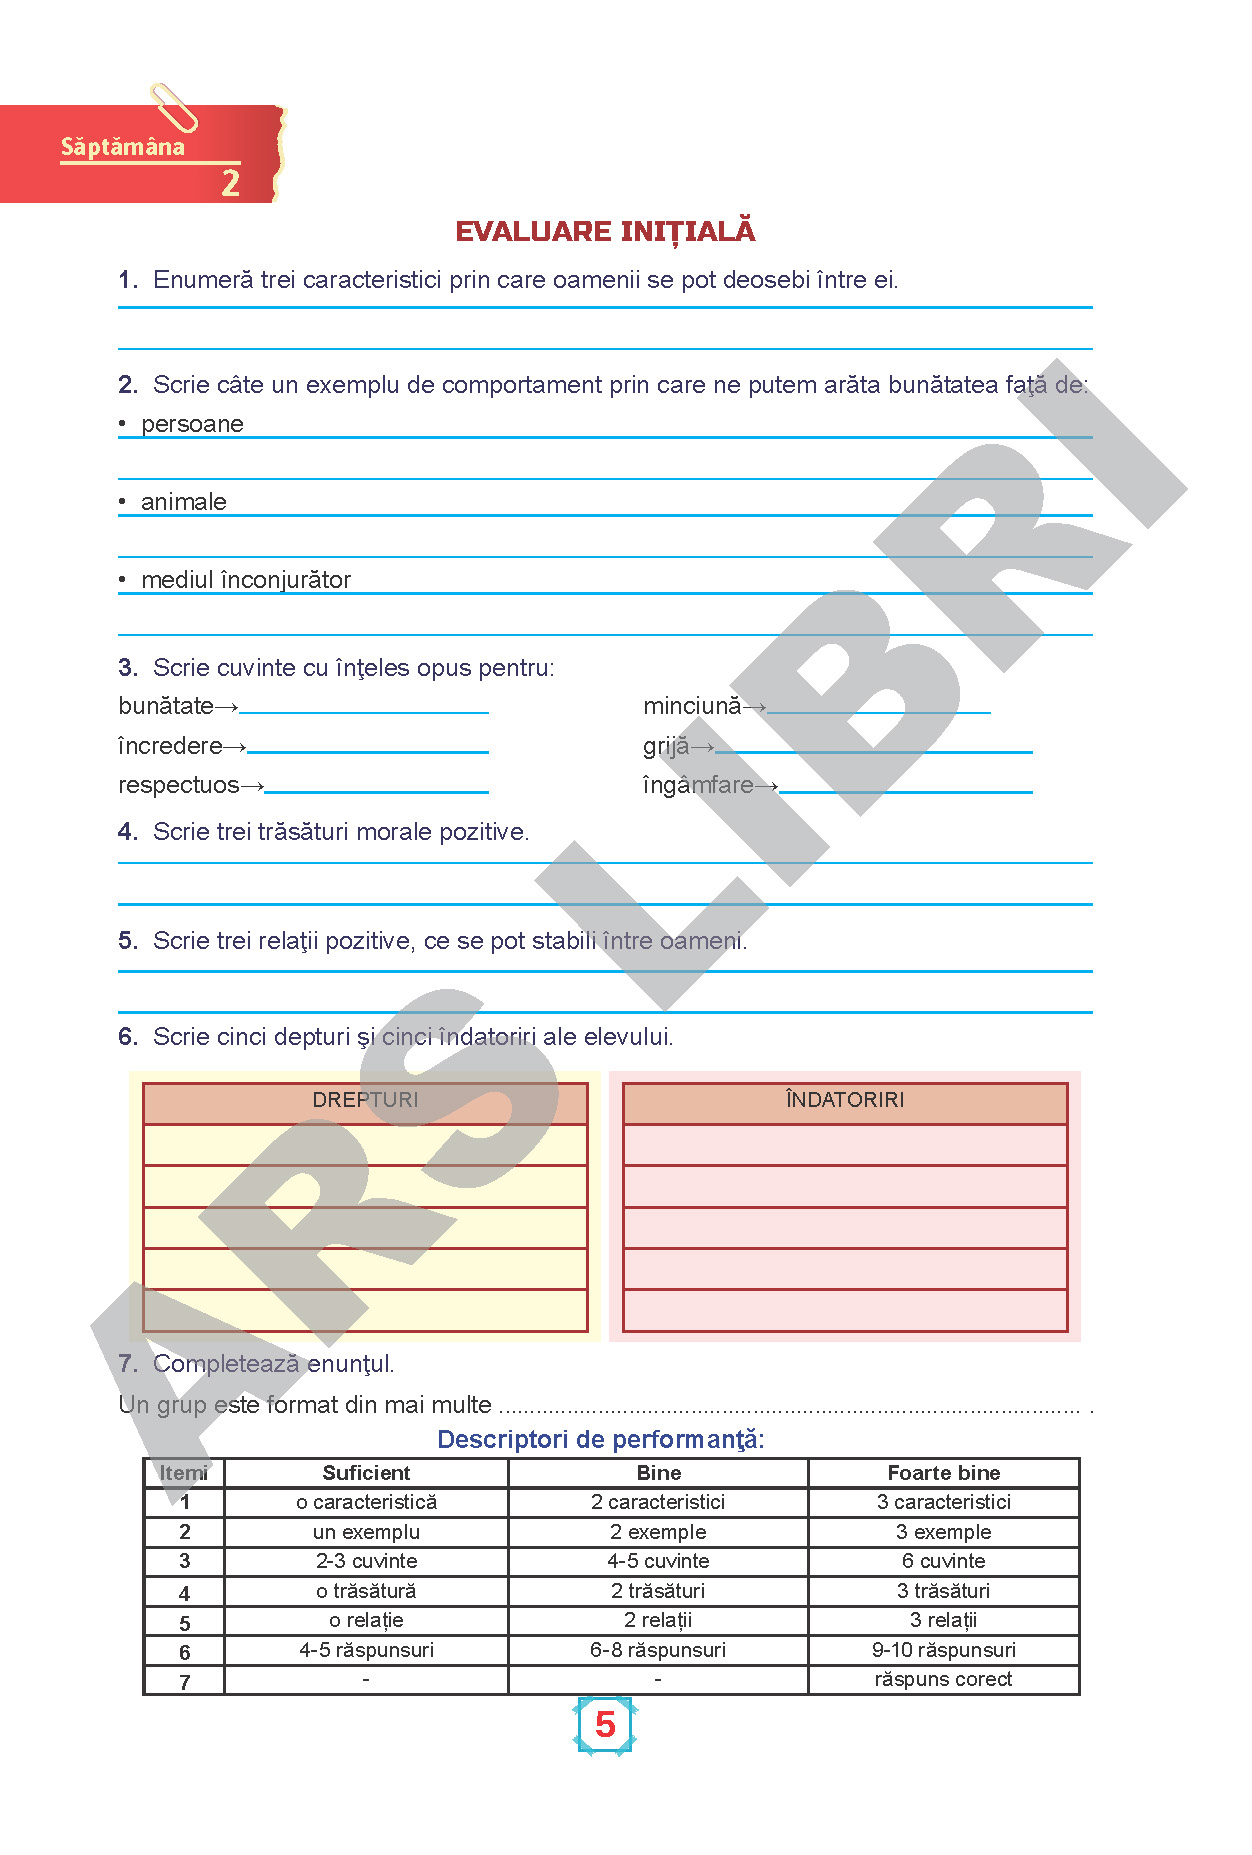 Săptămâna
2
EVALUARE INIȚIALĂ
1. Enumeră trei caracteristici prin care oamenii se pot deosebi între ei.
2. Scrie câte un exemplu de comportament prin care ne putem arăta bunătatea faţă de:
• persoane
• animale
• mediul înconjurător
3. Scrie cuvinte cu înţeles opus pentru:
bunătate→ minciună→
încredere→ grijă→
respectuos→ îngâmfare→
4. Scrie trei trăsături morale pozitive.
5. Scrie trei relaţii pozitive, ce se pot stabili între oameni.
6. Scrie cinci depturi şi cinci îndatoriri ale elevului.
DREPTURI ÎNDATORIRI
7. Completează enunţul.
Un grup este format din mai multe .............................................................................................. .
Descriptori de performanţă:
Itemi Suficient Bine Foarte bine
1 o caracteristică 2 caracteristici 3 caracteristici
2 un exemplu 2 exemple 3 exemple
3 2-3 cuvinte 4-5 cuvinte 6 cuvinte
4 o trăsătură 2 trăsături 3 trăsături
5 o relație 2 relații 3 relații
6 4-5 răspunsuri 6-8 răspunsuri 9-10 răspunsuri
7 - - răspuns corect
5
ARS LIBRI